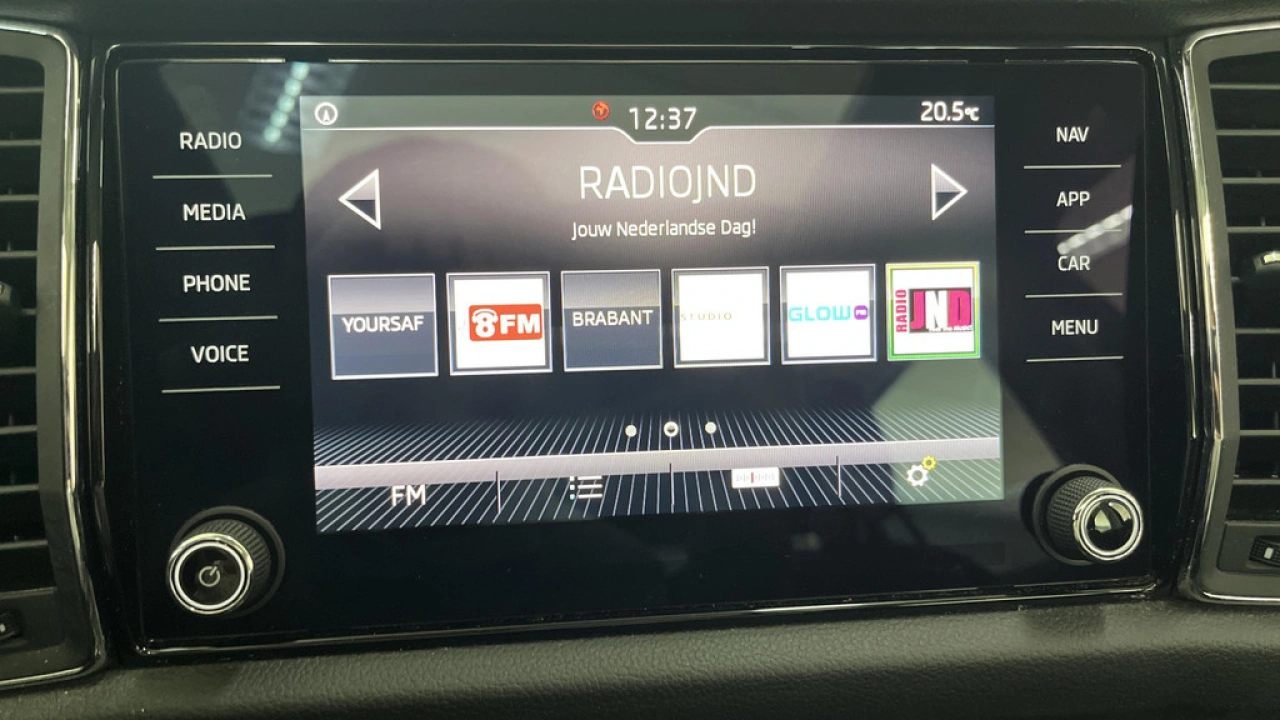 12:37
20.5°C
RADIO
MEDIA
PHONE
VOICE
RADIOJND
Jouw Nederlandse Dag!
YOURSAF
8FM
BRABANT
STUDIO
GLOW FM
RADIO JND
FM
NAV
APP
CAR
MENU